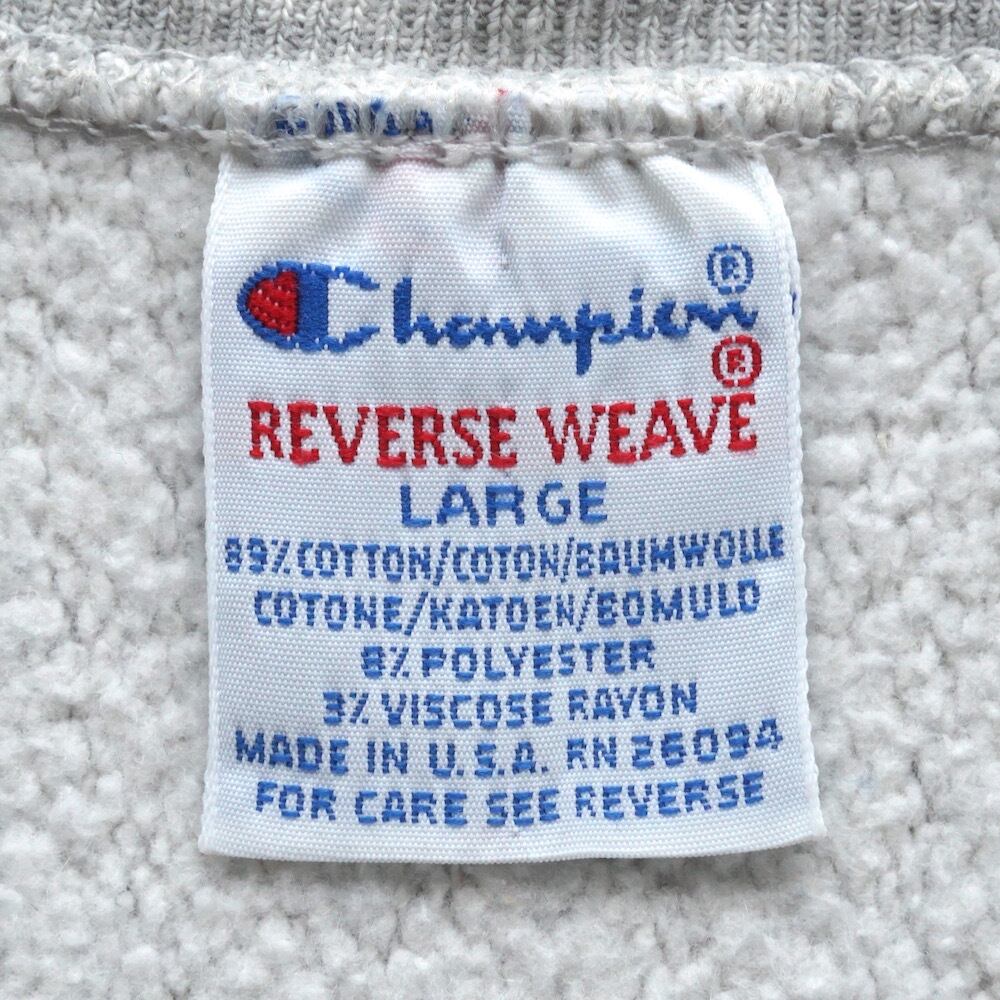 Champion®
REVERSE WEAVE®
LARGE
89% COTTON/COTON/BAUMWOLLE
COTONE/KATOEN/BOMULD
8% POLYESTER
3% VISCOSE RAYON
MADE IN U.S.A. RN 26094
FOR CARE SEE REVERSE